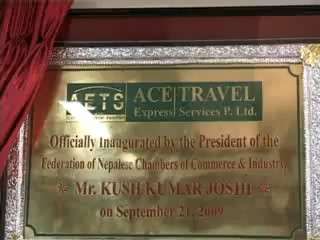 AETS
ACE TRAVEL
Express Services P. Ltd.
Officially Inaugurated by the President of the
Federation of Nepalese Chambers of Commerce & Industry,
Mr. KUSH KUMAR JOSHI
on September 21, 2009